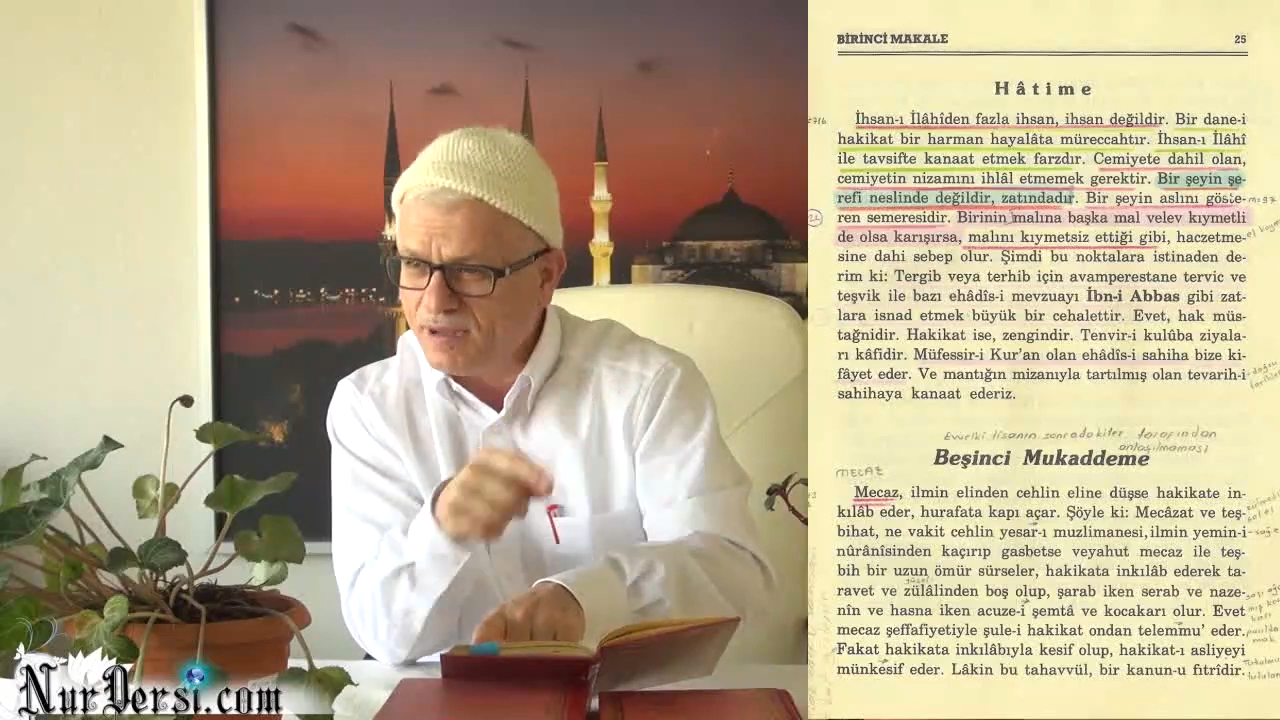 BİRİNCİ MAKALE 25
Hâtime
İhsan-ı İlâhîden fazla ihsan, ihsan değildir. Bir dane-i
hakikat bir harman hayalâta müreccahtır. İhsan-ı İlâhî
ile tavsifte kanaat etmek farzdır. Cemiyete dahil olan,
cemiyetin nizamını ihlâl etmemek gerektir. Bir şeyin şe-
refi neslinde değildir, zatındadır. Bir şeyin aslını göste-
ren semeresidir. Birinin malına başka mal velev kıymetli
de olsa karışırsa, malını kıymetsiz ettiği gibi, haczetme-
sine dahi sebep olur. Şimdi bu noktalara istinaden de-
rim ki: Tergib veya terhib için avamperestane tervic ve
teşvik ile bazı ehâdîs-i mevzuayı İbn-i Abbas gibi zat-
lara isnad etmek büyük bir cehalettir. Evet, hak müs-
tağnidir. Hakikat ise, zengindir. Tenvir-i kulûba ziyala-
rı kâfidir. Müfessir-i Kur'an olan ehâdîs-i sahiha bize ki-
fâyet eder. Ve mantığın mizanıyla tartılmış olan tevarih-i
sahihaya kanaat ederiz.
Evvelki lisanın sonradakiler tarafından
anlaşılmaması
Beşinci Mukaddeme
MECAZ
Mecaz, ilmin elinden cehlin eline düşse hakikate in-
kılâb eder, hurafata kapı açar. Şöyle ki: Mecâzat ve teş-
bihat, ne vakit cehlin yesar-ı muzlimanesi, ilmin yemin-i
nûrânîsinden kaçırıp gasbetse veyahut mecaz ile teş-
bih bir uzun ömür sürseler, hakikata inkılâb ederek ta-
ravet ve zülâlinden boş olup, şarab iken serab ve naze-
nîn ve hasna iken acuze-i şemtâ ve kocakarı olur. Evet
mecaz şeffafiyetiyle şule-i hakikat ondan telemmu' eder.
Fakat hakikata inkılâbıyla kesif olup, hakikat-ı asliyeyi
münkesif eder. Lâkin bu tahavvül, bir kanun-u fıtrîdir.
NurDersi.com